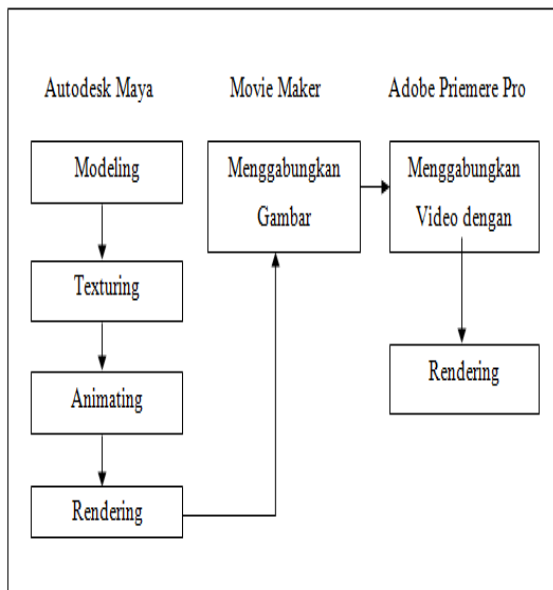 Autodesk Maya
Movie Maker
Adobe Priemere Pro
Modeling
Texturing
Animating
Rendering
Menggabungkan
Gambar
Menggabungkan
Video dengan
Rendering